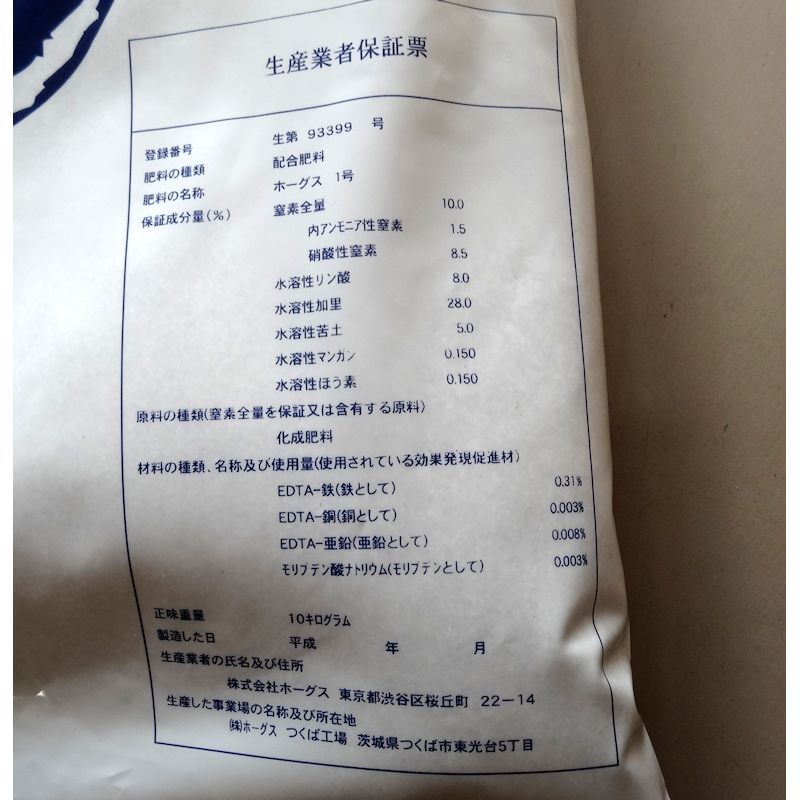 生産業者保証票
登録番号 生第 93399 号
肥料の種類 配合肥料
肥料の名称 ホーグス 1号
保証成分量(%) 窒素全量 10.0
内アンモニア性窒素 1.5
硝酸性窒素 8.5
水溶性リン酸 8.0
水溶性加里 28.0
水溶性苦土 5.0
水溶性マンガン 0.150
水溶性ほう素 0.150
原料の種類(窒素全量を保証又は含有する原料)
化成肥料
材料の種類、名称及び使用量(使用されている効果発現促進材)
EDTA-鉄(鉄として) 0.31%
EDTA-銅(銅として) 0.003%
EDTA-亜鉛(亜鉛として) 0.008%
モリブデン酸ナトリウム(モリブデンとして) 0.003%
正味重量 10キログラム
製造した日 平成 年 月
生産業者の氏名及び住所
株式会社ホーグス 東京都渋谷区桜丘町 22-14
生産した事業場の名称及び所在地
㈱ホーグス つくば工場 茨城県つくば市東光台5丁目